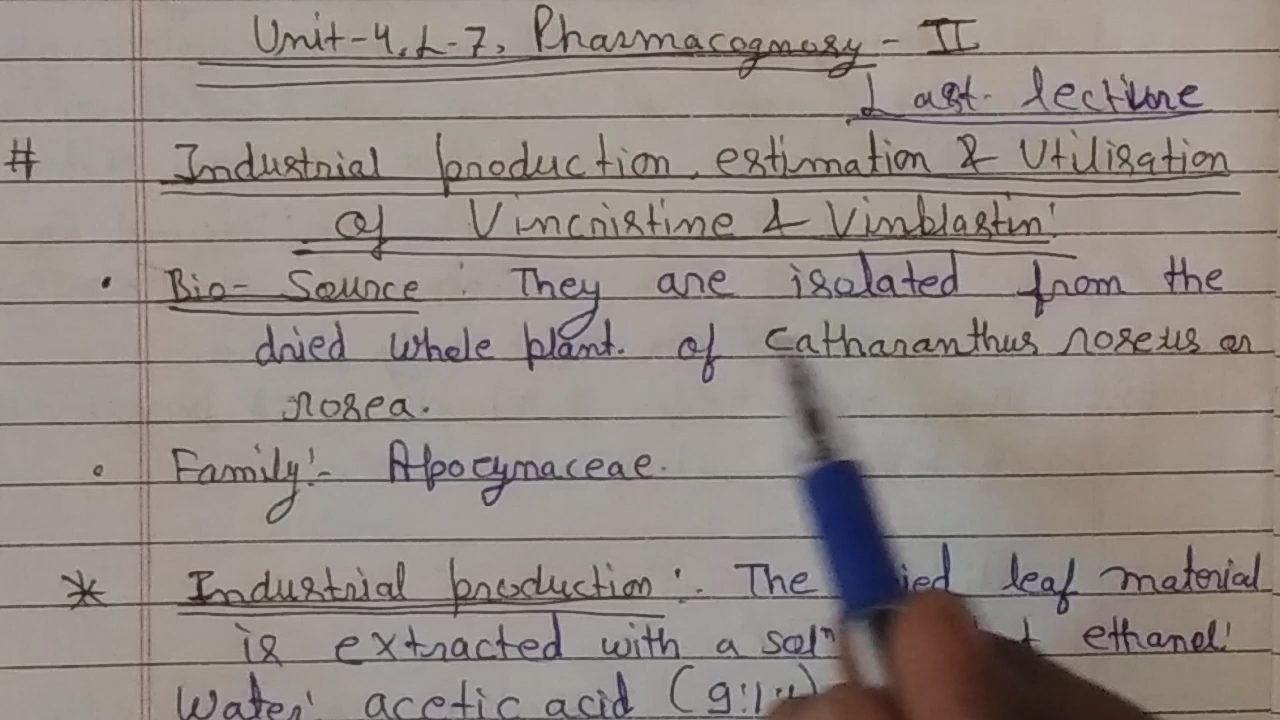 Unit-4, L-7, Pharmacognosy - II
Last lecture
# Industrial production, estimation & Utilisation
of Vincristine & Vinblastin:
• Bio-Source: They are isolated from the
dried whole plant. of Catharanthus roseus or
rosea.
• Family:- Apocynaceae.
* Industrial production: The leaf material
is extracted with a solⁿ ethanol:
Water: acetic acid (9:1:1)